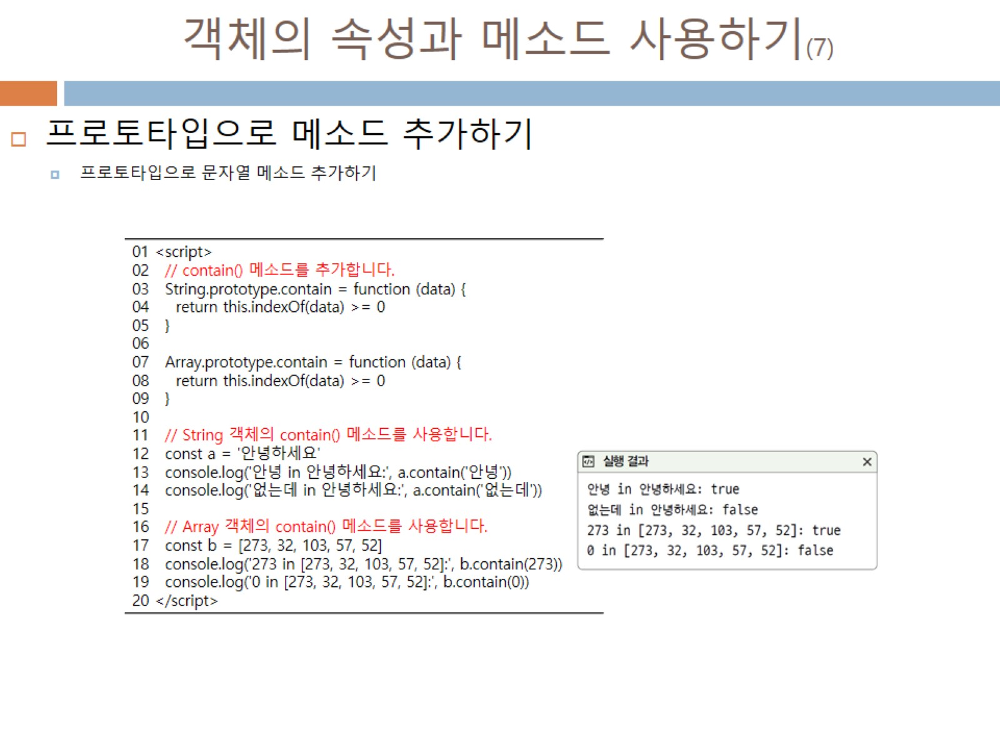 객체의 속성과 메소드 사용하기(7)
프로토타입으로 메소드 추가하기
프로토타입으로 문자열 메소드 추가하기
01 <script>
02 // contain() 메소드를 추가합니다.
03 String.prototype.contain = function (data) {
04 return this.indexOf(data) >= 0
05 }
06
07 Array.prototype.contain = function (data) {
08 return this.indexOf(data) >= 0
09 }
10
11 // String 객체의 contain() 메소드를 사용합니다.
12 const a = '안녕하세요'
13 console.log('안녕 in 안녕하세요:', a.contain('안녕'))
14 console.log('없는데 in 안녕하세요:', a.contain('없는데'))
15
16 // Array 객체의 contain() 메소드를 사용합니다.
17 const b = [273, 32, 103, 57, 52]
18 console.log('273 in [273, 32, 103, 57, 52]:', b.contain(273))
19 console.log('0 in [273, 32, 103, 57, 52]:', b.contain(0))
20 </script>
실행 결과
안녕 in 안녕하세요: true
없는데 in 안녕하세요: false
273 in [273, 32, 103, 57, 52]: true
0 in [273, 32, 103, 57, 52]: false